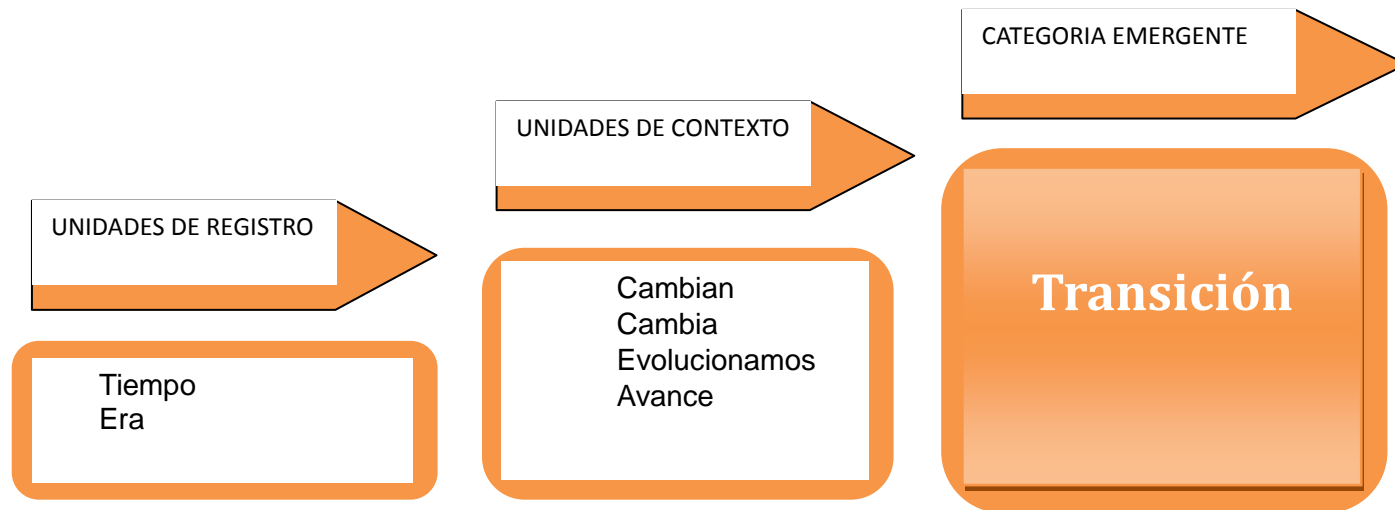 UNIDADES DE REGISTRO
Tiempo
Era
UNIDADES DE CONTEXTO
Cambian
Cambia
Evolucionamos
Avance
CATEGORIA EMERGENTE
Transición